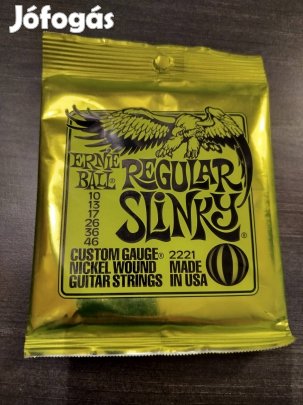 Jófogás
ERNIE
BALL®
REGULAR
SLINKY®
10
13
17
26
36
46
CUSTOM GAUGE®
NICKEL WOUND
GUITAR STRINGS
2221
MADE
IN USA